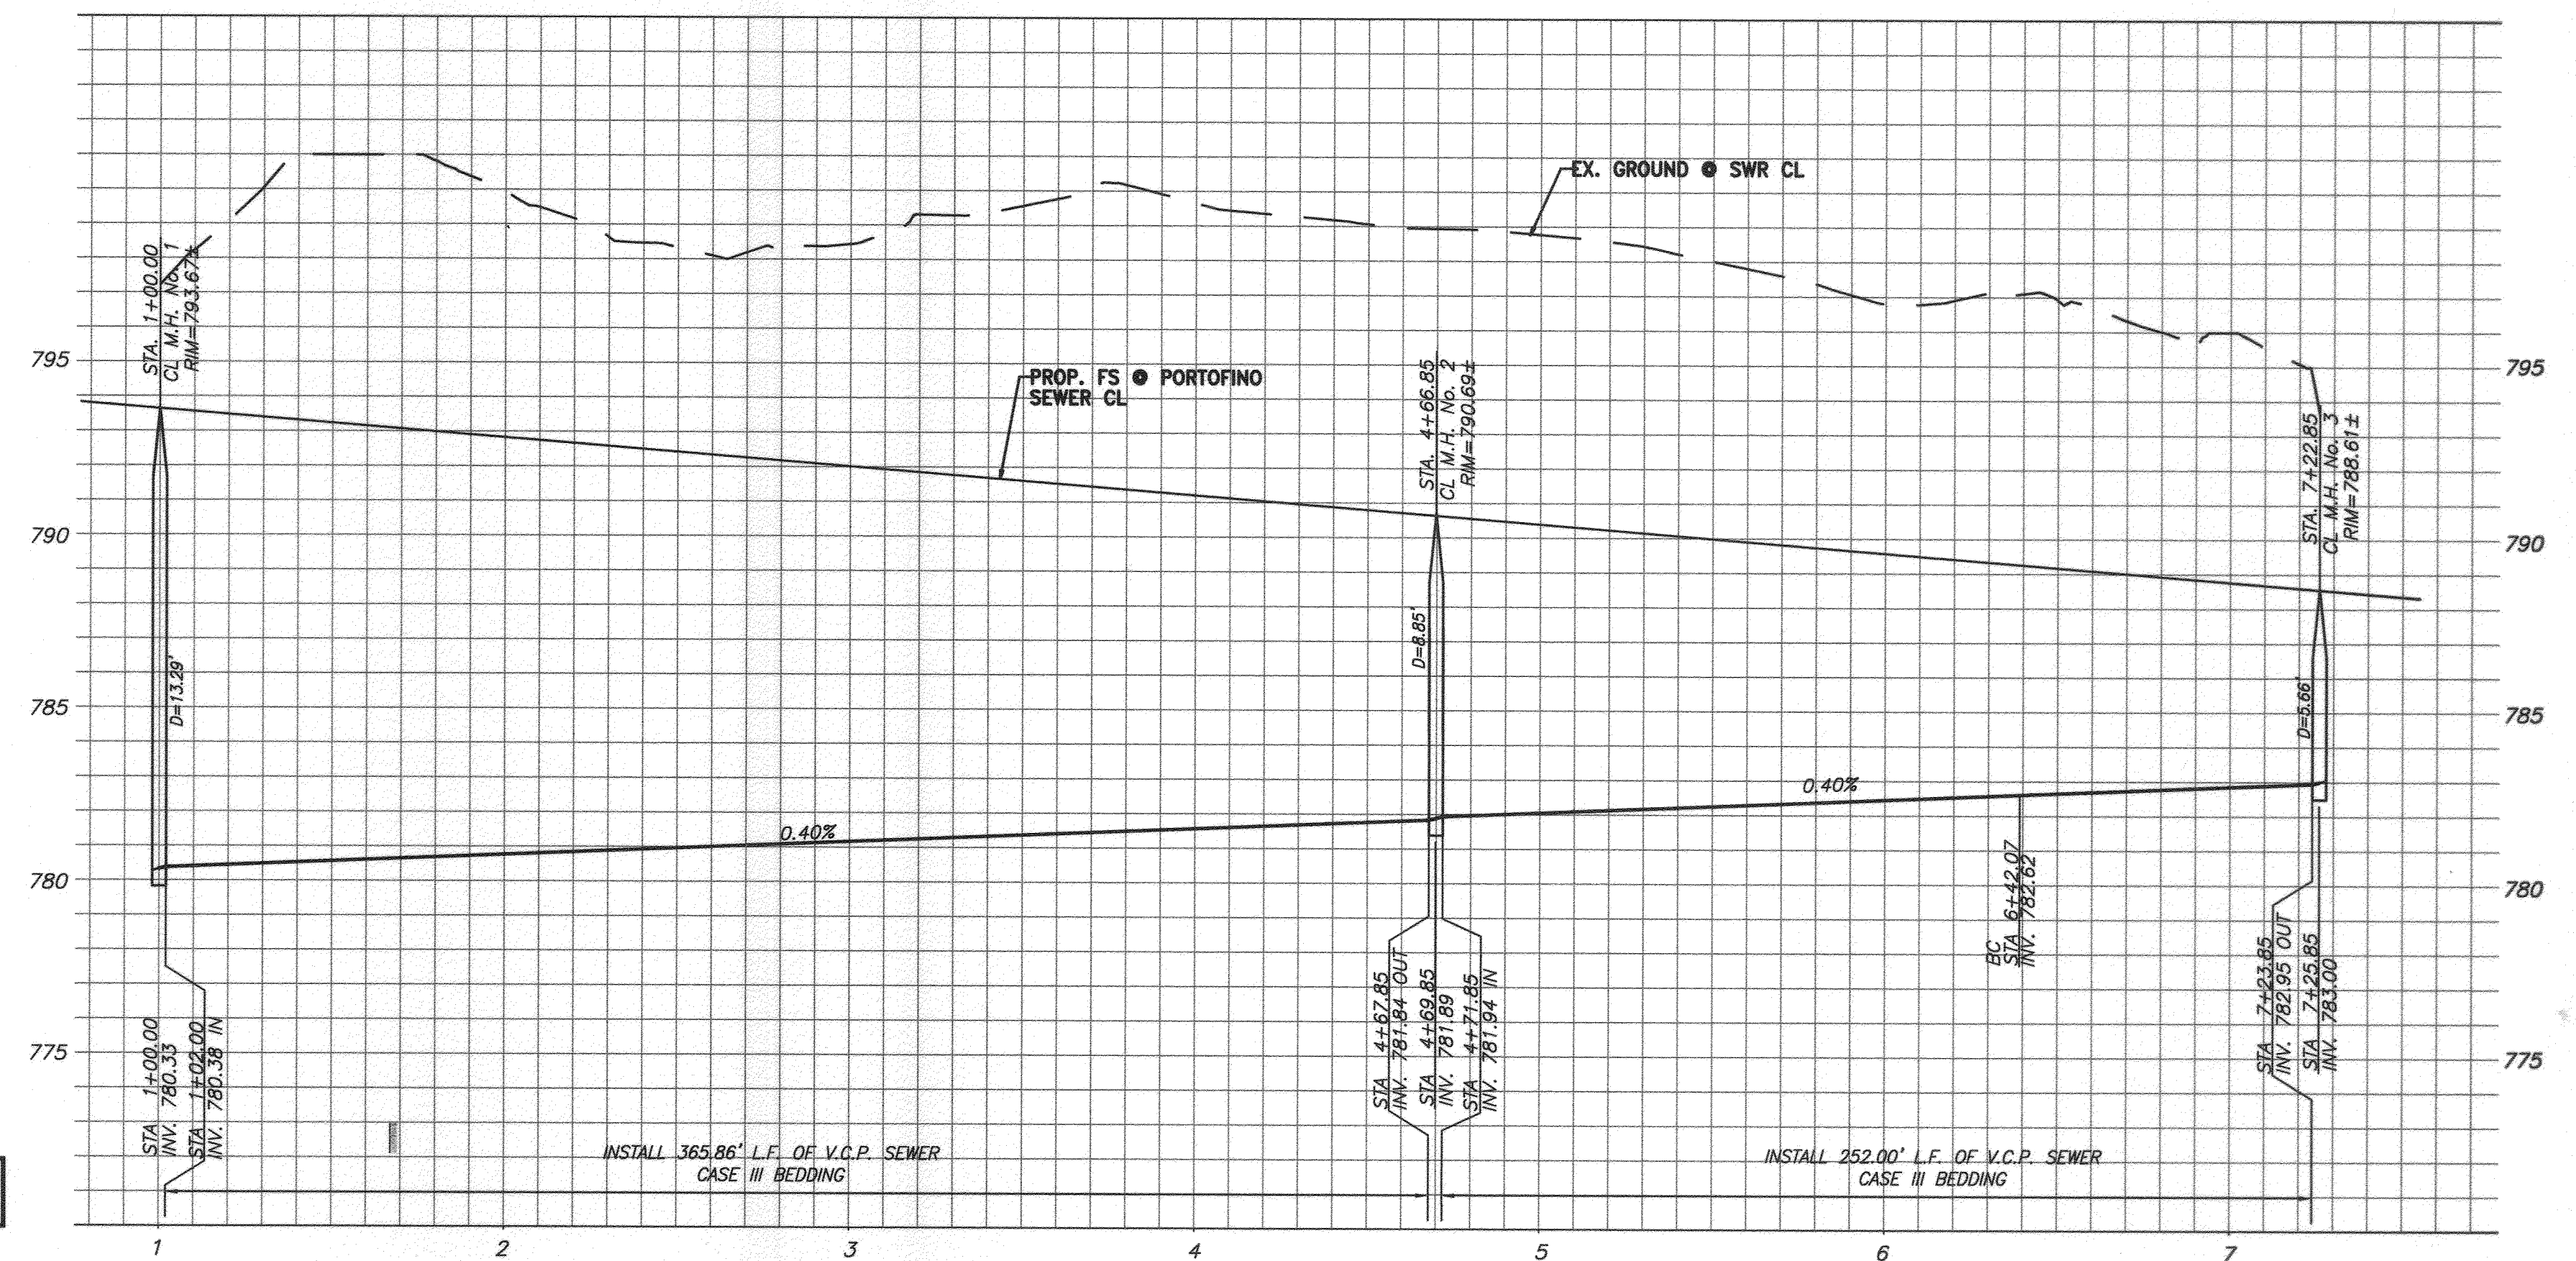 EX. GROUND @ SWR CL
STA. 1+00.00
CL M.H. No. 1
RIM=793.67±
795
795
PROP. FS @ PORTOFINO
SEWER CL
STA. 4+66.85
CL M.H. No. 2
RIM=790.69±
STA. 7+22.85
CL M.H. No. 3
RIM=788.61±
790
790
D=13.29'
D=8.85'
D=5.66'
785
785
0.40%
0.40%
780
780
BC
STA 6+42.07
INV. 782.62
STA 1+00.00
INV. 780.33
STA 1+02.00
INV. 780.38 IN
STA 4+67.85
INV. 781.84 OUT
STA 4+69.85
INV. 781.89
STA 4+71.85
INV. 781.94 IN
STA 7+23.85
INV. 782.95 OUT
STA 7+25.85
INV. 783.00
775
775
INSTALL 365.86' L.F. OF V.C.P. SEWER
CASE III BEDDING
INSTALL 252.00' L.F. OF V.C.P. SEWER
CASE III BEDDING
1
2
3
4
5
6
7